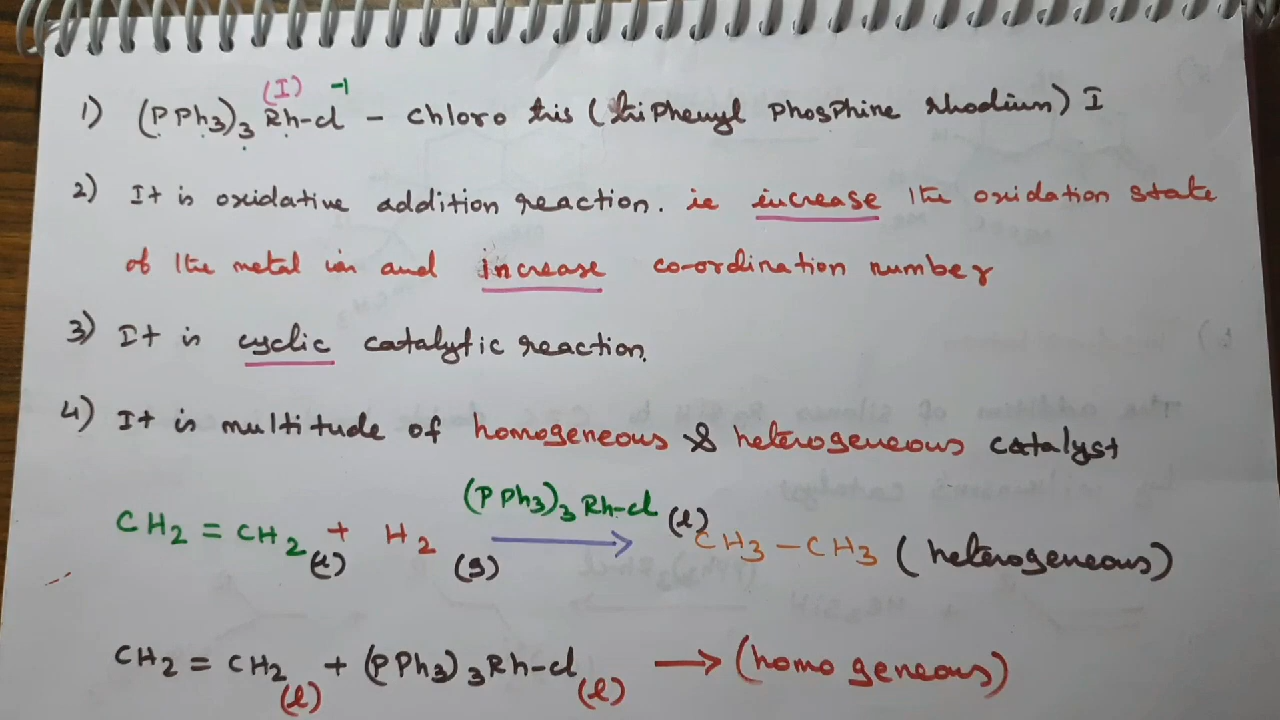 (I) -1
1) (PPh3)3 Rh-cl - chloro tris (triphenyl phosphine rhodium) I
2) It is oxidative addition reaction. ie increase the oxidation state
of the metal ion and increase co-ordination number
3) It is cyclic catalytic reaction.
4) It is multitude of homogeneous & heterogeneous catalyst
CH2 = CH2 (l) + H2 (g) (PPh3)3 Rh-cl (l) → CH3 - CH3 (heterogeneous)
CH2 = CH2 (l) + (PPh3)3 Rh-cl (l) → (homogeneous)